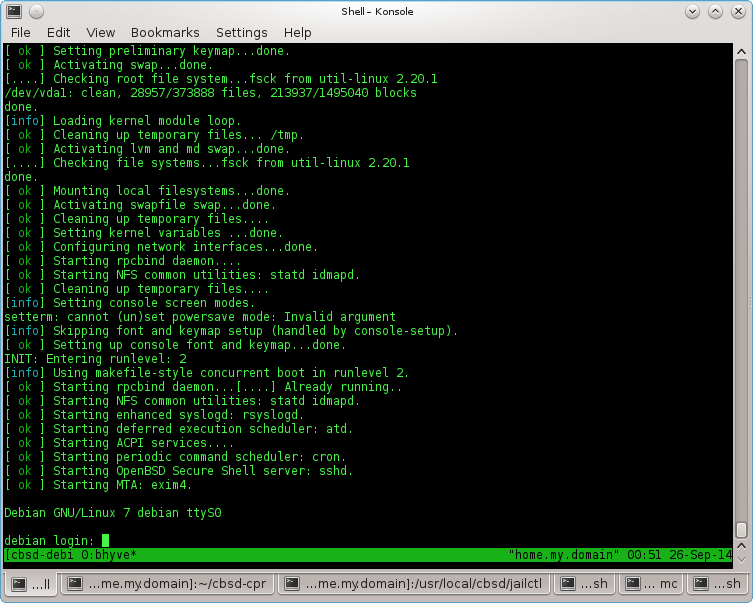 Shell – Konsole
File Edit View Bookmarks Settings Help
[ ok ] Setting preliminary keymap...done.
[ ok ] Activating swap...done.
[....] Checking root file system...fsck from util-linux 2.20.1
/dev/vda1: clean, 28957/373888 files, 213937/1495040 blocks
done.
[info] Loading kernel module loop.
[ ok ] Cleaning up temporary files... /tmp.
[ ok ] Activating lvm and md swap...done.
[....] Checking file systems...fsck from util-linux 2.20.1
done.
[ ok ] Mounting local filesystems...done.
[ ok ] Activating swapfile swap...done.
[ ok ] Cleaning up temporary files....
[ ok ] Setting kernel variables ...done.
[ ok ] Configuring network interfaces...done.
[ ok ] Starting rpcbind daemon....
[ ok ] Starting NFS common utilities: statd idmapd.
[ ok ] Cleaning up temporary files....
[info] Setting console screen modes.
setterm: cannot (un)set powersave mode: Invalid argument
[info] Skipping font and keymap setup (handled by console-setup).
[ ok ] Setting up console font and keymap...done.
INIT: Entering runlevel: 2
[info] Using makefile-style concurrent boot in runlevel 2.
[ ok ] Starting rpcbind daemon...[....] Already running..
[ ok ] Starting NFS common utilities: statd idmapd.
[ ok ] Starting enhanced syslogd: rsyslogd.
[ ok ] Starting deferred execution scheduler: atd.
[ ok ] Starting ACPI services....
[ ok ] Starting periodic command scheduler: cron.
[ ok ] Starting OpenBSD Secure Shell server: sshd.
[ ok ] Starting MTA: exim4.
Debian GNU/Linux 7 debian ttyS0
debian login:
[cbsd-debi 0:bhyve* "home.my.domain" 00:51 26-Sep-14
...ll ...me.my.domain]:~/cbsd-cpr ...me.my.domain]:/usr/local/cbsd/jailctl ...sh ... mc ...sh